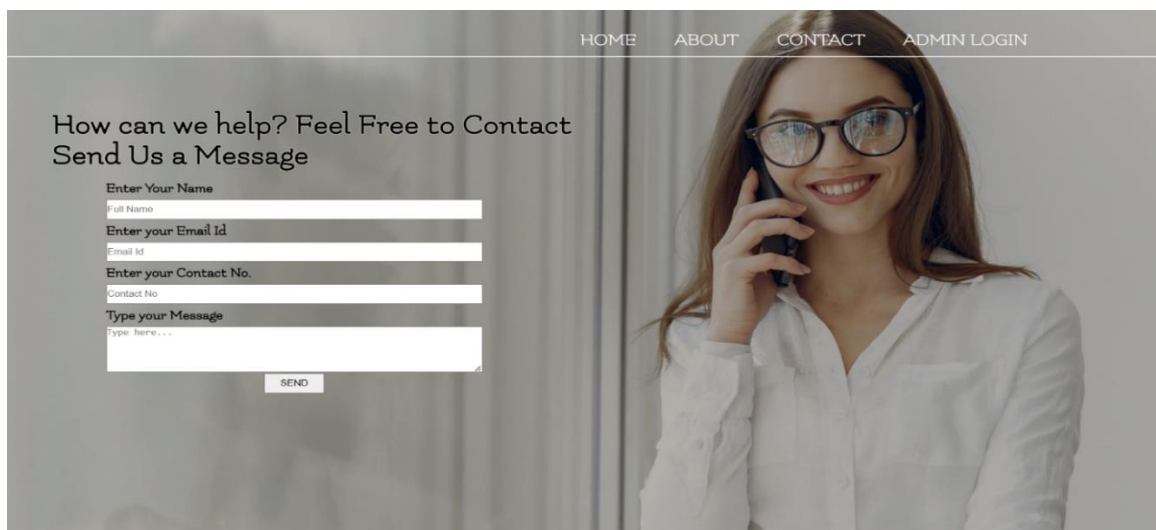 HOME ABOUT CONTACT ADMIN LOGIN
How can we help? Feel Free to Contact
Send Us a Message
Enter Your Name
Full Name
Enter your Email Id
Email Id
Enter your Contact No.
Contact No
Type your Message
Type here...
SEND